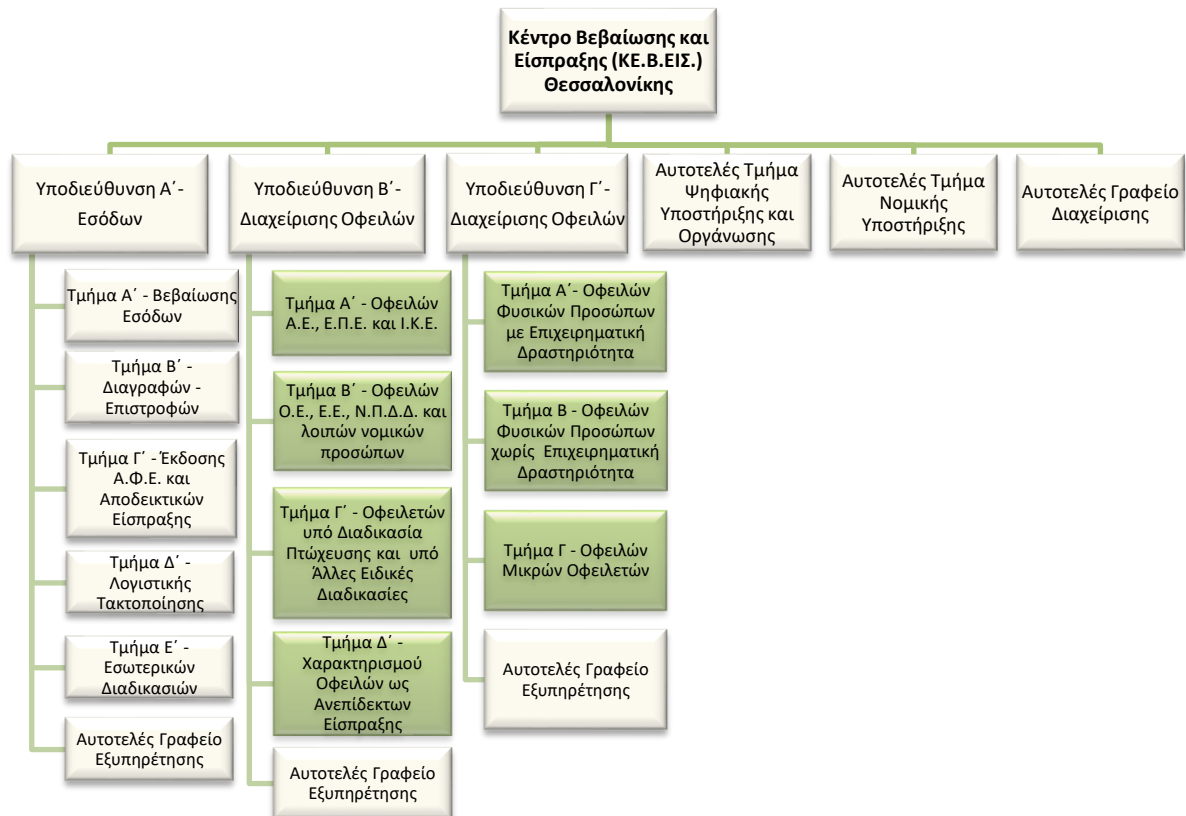 Κέντρο Βεβαίωσης και
Είσπραξης (ΚΕ.Β.ΕΙΣ.)
Θεσσαλονίκης
Υποδιεύθυνση Α΄-
Εσόδων
Υποδιεύθυνση Β΄-
Διαχείρισης Οφειλών
Υποδιεύθυνση Γ΄-
Διαχείρισης Οφειλών
Αυτοτελές Τμήμα
Ψηφιακής
Υποστήριξης και
Οργάνωσης
Αυτοτελές Τμήμα
Νομικής
Υποστήριξης
Αυτοτελές Γραφείο
Διαχείρισης
Τμήμα Α΄ - Βεβαίωσης
Εσόδων
Τμήμα Β΄ -
Διαγραφών -
Επιστροφών
Τμήμα Γ΄ - Έκδοσης
Α.Φ.Ε. και
Αποδεικτικών
Είσπραξης
Τμήμα Δ΄ -
Λογιστικής
Τακτοποίησης
Τμήμα Ε΄ -
Εσωτερικών
Διαδικασιών
Αυτοτελές Γραφείο
Εξυπηρέτησης
Τμήμα Α΄ - Οφειλών
Α.Ε., Ε.Π.Ε. και Ι.Κ.Ε.
Τμήμα Β΄ - Οφειλών
Ο.Ε., Ε.Ε., Ν.Π.Δ.Δ. και
λοιπών νομικών
προσώπων
Τμήμα Γ΄ - Οφειλετών
υπό Διαδικασία
Πτώχευσης και υπό
Άλλες Ειδικές
Διαδικασίες
Τμήμα Δ΄ -
Χαρακτηρισμού
Οφειλών ως
Ανεπίδεκτων
Είσπραξης
Αυτοτελές Γραφείο
Εξυπηρέτησης
Τμήμα Α΄- Οφειλών
Φυσικών Προσώπων
με Επιχειρηματική
Δραστηριότητα
Τμήμα Β - Οφειλών
Φυσικών Προσώπων
χωρίς Επιχειρηματική
Δραστηριότητα
Τμήμα Γ - Οφειλών
Μικρών Οφειλετών
Αυτοτελές Γραφείο
Εξυπηρέτησης